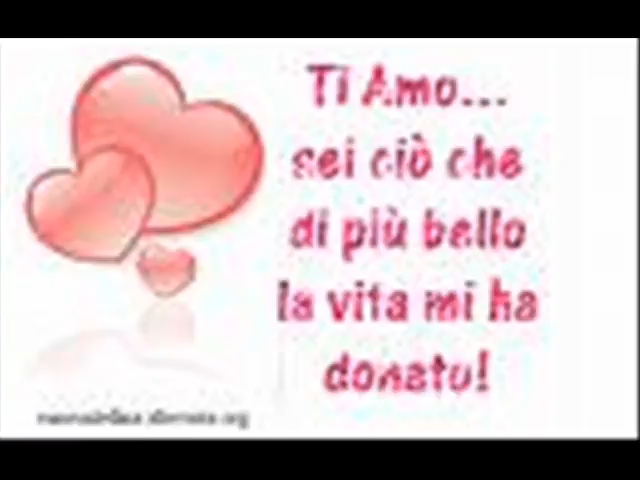 Ti Amo...
sei ciò che
di più bello
la vita mi ha
donato!